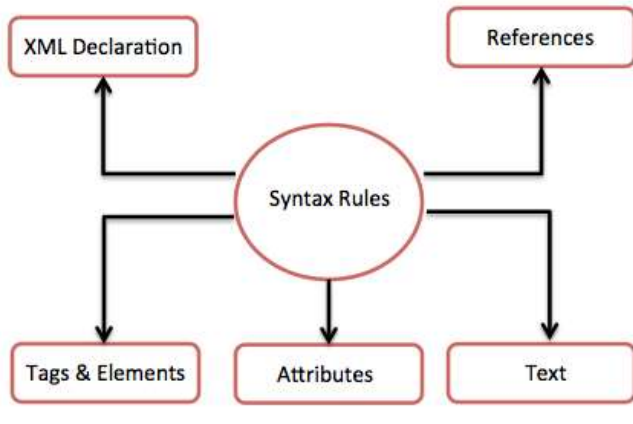 XML Declaration
References
Syntax Rules
Tags & Elements
Attributes
Text